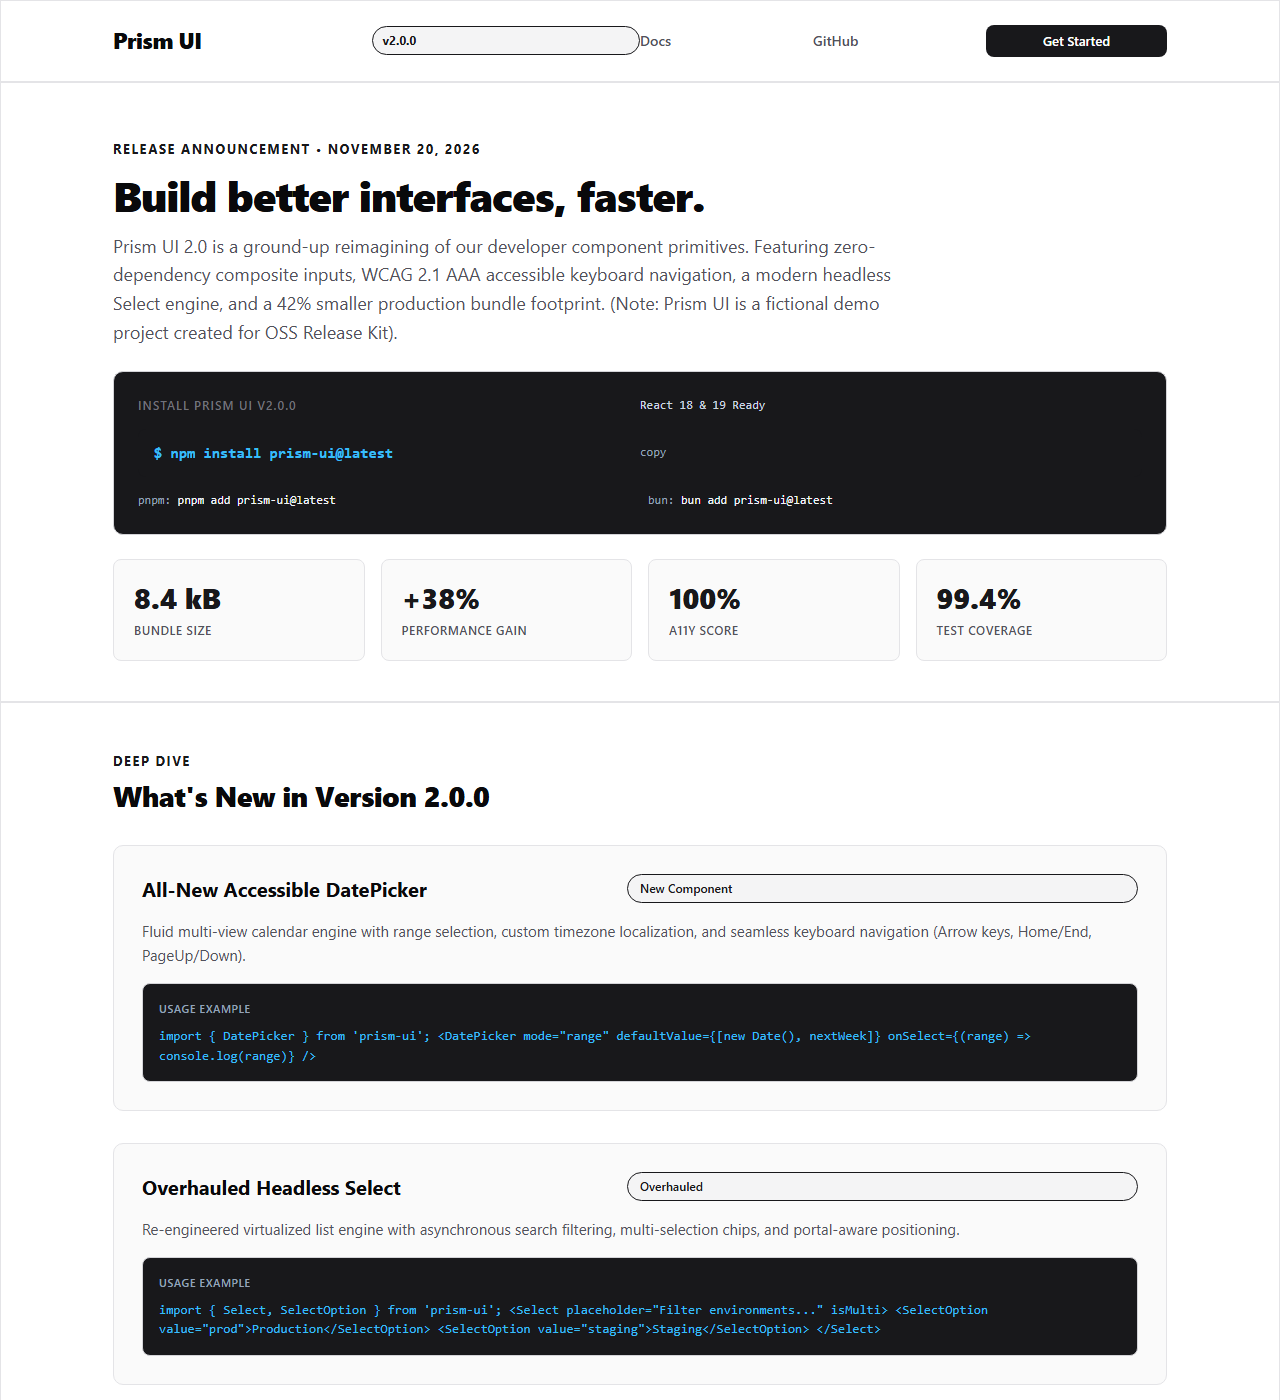 Prism UI
v2.0.0
Docs
GitHub
Get Started
RELEASE ANNOUNCEMENT • NOVEMBER 20, 2026
Build better interfaces, faster.
Prism UI 2.0 is a ground-up reimagining of our developer component primitives. Featuring zero-
dependency composite inputs, WCAG 2.1 AAA accessible keyboard navigation, a modern headless
Select engine, and a 42% smaller production bundle footprint. (Note: Prism UI is a fictional demo
project created for OSS Release Kit).
INSTALL PRISM UI V2.0.0
React 18 & 19 Ready
$ npm install prism-ui@latest
copy
pnpm: pnpm add prism-ui@latest
bun: bun add prism-ui@latest
8.4 kB
BUNDLE SIZE
+38%
PERFORMANCE GAIN
100%
A11Y SCORE
99.4%
TEST COVERAGE
DEEP DIVE
What's New in Version 2.0.0
All-New Accessible DatePicker
New Component
Fluid multi-view calendar engine with range selection, custom timezone localization, and seamless keyboard navigation (Arrow keys, Home/End,
PageUp/Down).
USAGE EXAMPLE
import { DatePicker } from 'prism-ui'; <DatePicker mode="range" defaultValue={[new Date(), nextWeek]} onSelect={(range) =>
console.log(range)} />
Overhauled Headless Select
Overhauled
Re-engineered virtualized list engine with asynchronous search filtering, multi-selection chips, and portal-aware positioning.
USAGE EXAMPLE
import { Select, SelectOption } from 'prism-ui'; <Select placeholder="Filter environments..." isMulti> <SelectOption
value="prod">Production</SelectOption> <SelectOption value="staging">Staging</SelectOption> </Select>